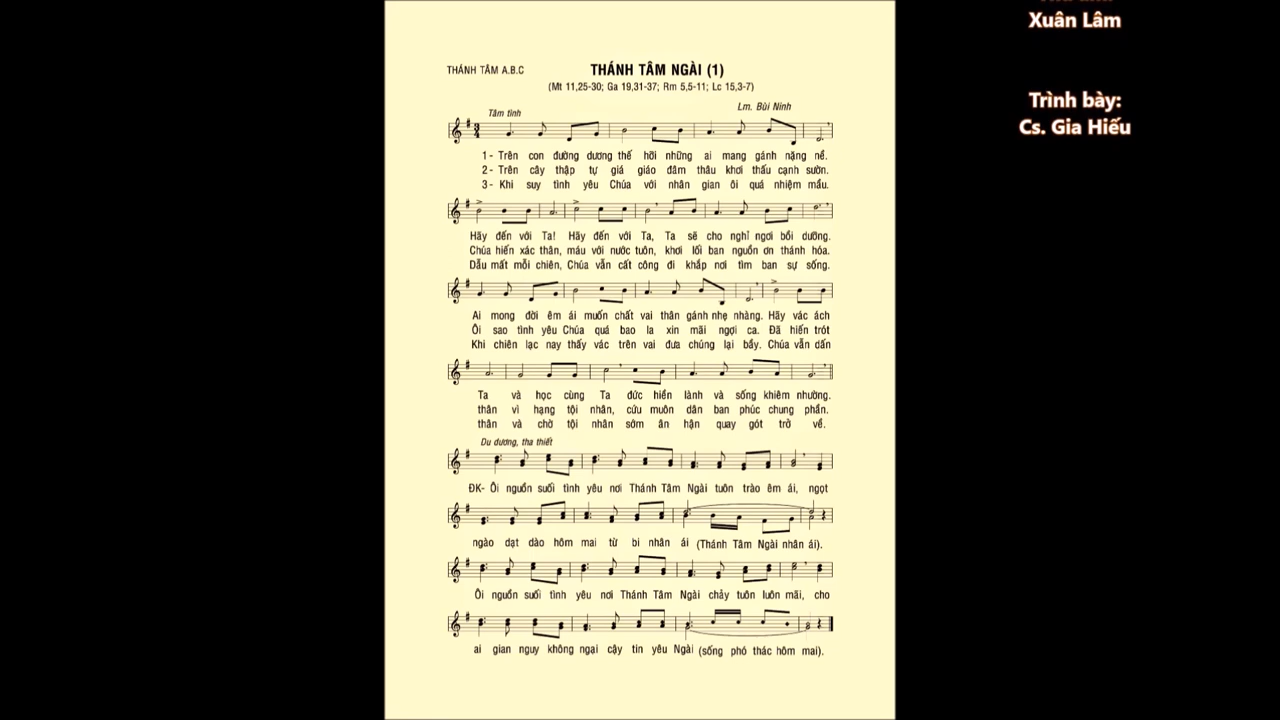 Xuân Lâm
Trình bày:
Cs. Gia Hiếu
THÁNH TÂM A.B.C
THÁNH TÂM NGÀI (1)
(Mt 11,25-30; Ga 19,31-37; Rm 5,5-11; Lc 15,3-7)
Lm. Bùi Ninh
Tâm tình
1- Trên con đường dương thế hỡi những ai mang gánh nặng nề.
2- Trên cây thập tự giá giáo đâm thâu khơi thấu cạnh sườn.
3- Khi suy tình yêu Chúa với nhân gian ôi quá nhiệm mầu.
Hãy đến với Ta! Hãy đến với Ta, Ta sẽ cho nghỉ ngơi bồi dưỡng.
Chúa hiến xác thân, máu với nước tuôn, khơi lối ban nguồn ơn thánh hóa.
Dẫu mất mỗi chiên, Chúa vẫn cất công đi khắp nơi tìm ban sự sống.
Ai mong đời êm ái muốn chất vai thân gánh nhẹ nhàng. Hãy vác ách
Ôi sao tình yêu Chúa quá bao la xin mãi ngợi ca. Đã hiến trót
Khi chiên lạc nay thấy vác trên vai đưa chúng lại bầy. Chúa vẫn dấn
Ta và học cùng Ta đức hiền lành và sống khiêm nhường.
thân vì hạng tội nhân, cứu muôn dân ban phúc chung phần.
thân và chờ tội nhân sớm ăn hận quay gót trở về.
Du dương, tha thiết
ĐK- Ôi nguồn suối tình yêu nơi Thánh Tâm Ngài tuôn trào êm ái, ngọt
ngào dạt dào hôm mai từ bi nhân ái (Thánh Tâm Ngài nhân ái).
Ôi nguồn suối tình yêu nơi Thánh Tâm Ngài chảy tuôn luôn mãi, cho
ai gian nguy không ngại cậy tin yêu Ngài (sống phó thác hôm mai).